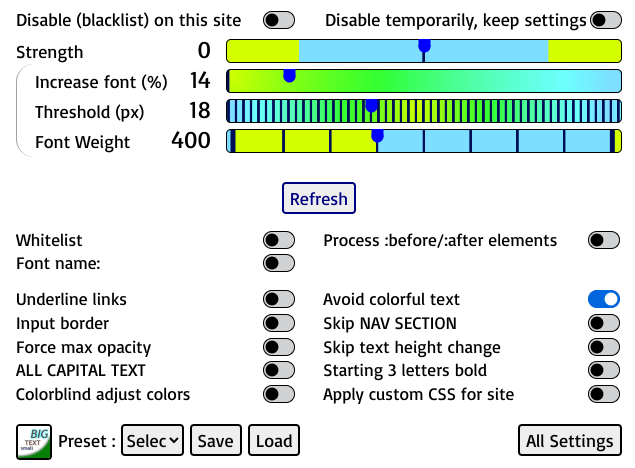 Disable (blacklist) on this site Disable temporarily, keep settings
Strength 0
Increase font (%) 14
Threshold (px) 18
Font Weight 400
Refresh
Whitelist Process :before/:after elements
Font name:
Underline links Avoid colorful text
Input border Skip NAV SECTION
Force max opacity Skip text height change
ALL CAPITAL TEXT Starting 3 letters bold
Colorblind adjust colors Apply custom CSS for site
BIG
TEXT
small
Preset : Selec Save Load All Settings